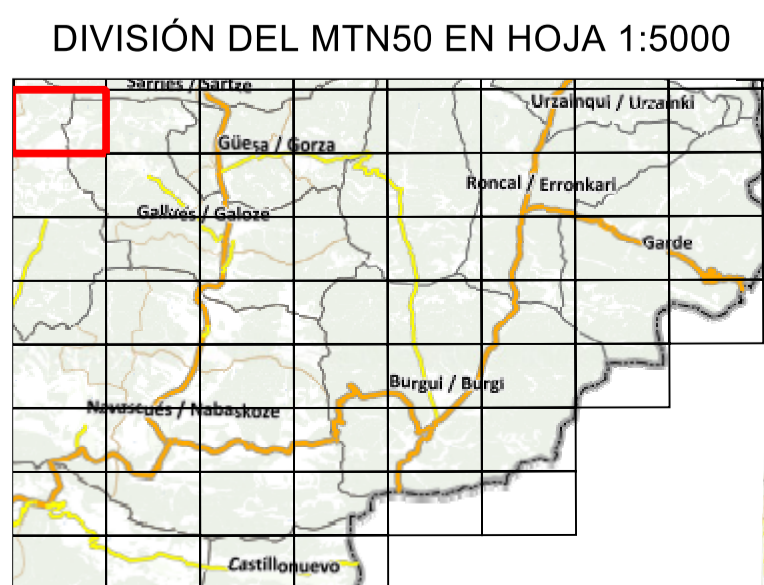 DIVISIÓN DEL MTN50 EN HOJA 1:5000
Sarriés / Sartze
Urzainqui / Urzainki
Güesa / Gorza
Roncal / Erronkari
Gallués / Galoze
Garde
Burgui / Burgi
Navascués / Nabaskoze
Castillonuevo